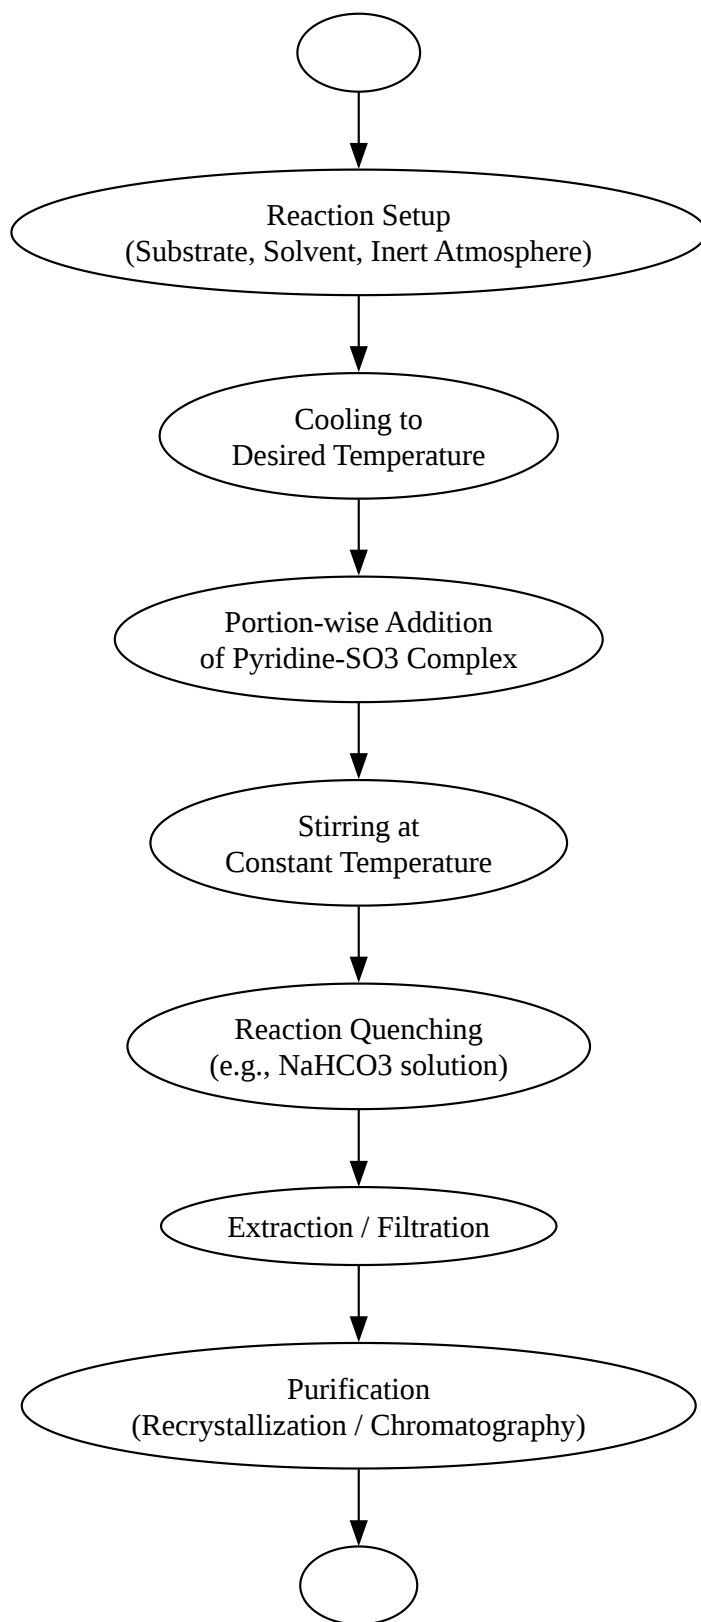 Reaction Setup
(Substrate, Solvent, Inert Atmosphere)
Cooling to
Desired Temperature
Portion-wise Addition
of Pyridine-SO3 Complex
Stirring at
Constant Temperature
Reaction Quenching
(e.g., NaHCO3 solution)
Extraction / Filtration
Purification
(Recrystallization / Chromatography)